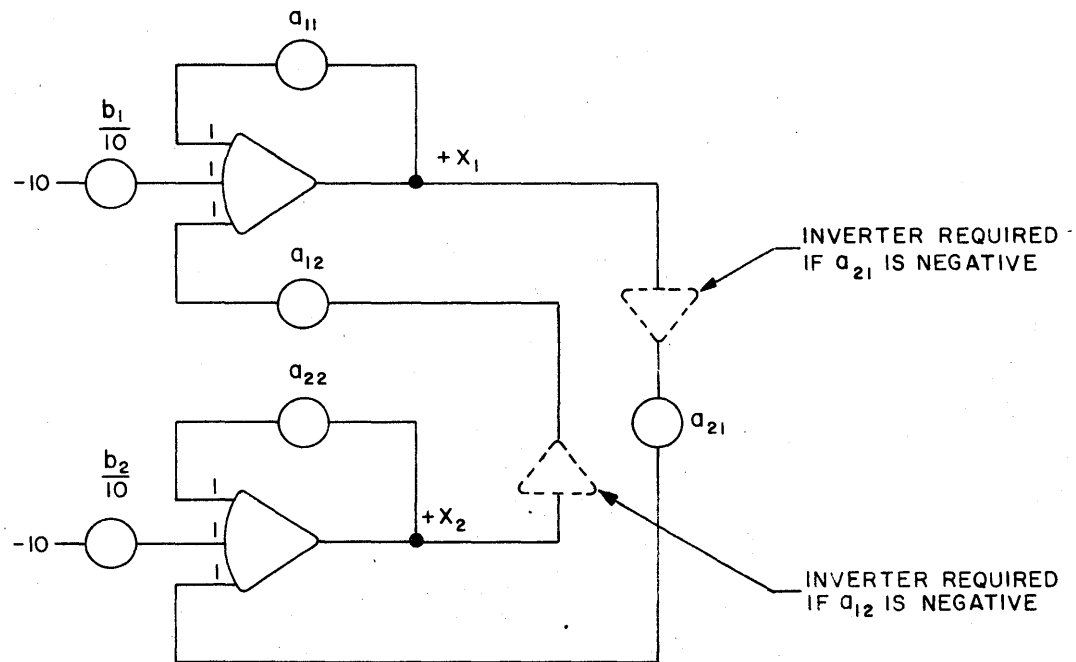 a11
b1
10
1
1
1
-10
+X1
INVERTER REQUIRED
IF a21 IS NEGATIVE
a12
a22
a21
b2
10
1
1
1
-10
+X2
INVERTER REQUIRED
IF a12 IS NEGATIVE